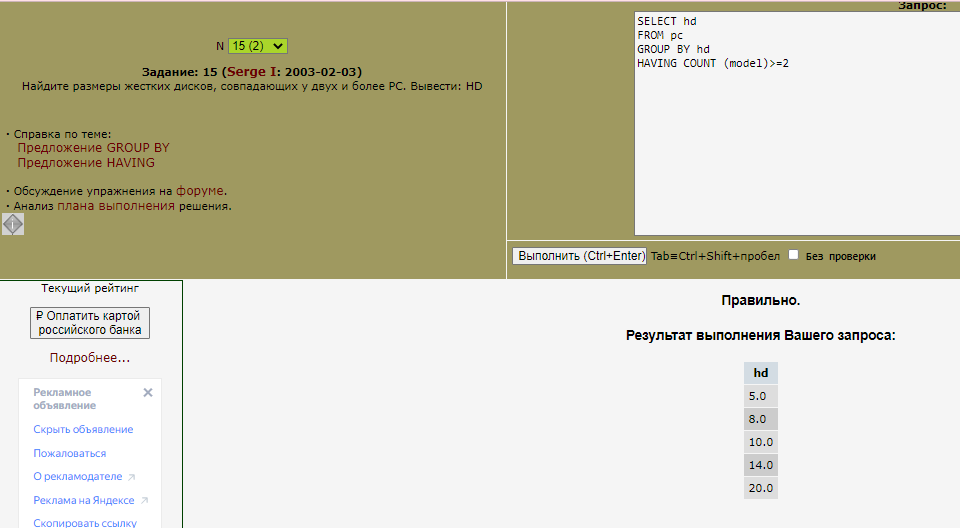 N 15 (2)
Задание: 15 (Serge I: 2003-02-03)
Найдите размеры жестких дисков, совпадающих у двух и более PC. Вывести: HD
· Справка по теме:
Предложение GROUP BY
Предложение HAVING
· Обсуждение упражнения на форуме.
· Анализ плана выполнения решения.
Запрос:
SELECT hd
FROM pc
GROUP BY hd
HAVING COUNT (model)>=2
Выполнить (Ctrl+Enter) Tab≡Ctrl+Shift+пробел Без проверки
Текущий рейтинг
₽ Оплатить картой
российского банка
Подробнее...
Рекламное
объявление
Скрыть объявление
Пожаловаться
О рекламодателе
Реклама на Яндексе
Скопировать ссылку
Правильно.
Результат выполнения Вашего запроса:
hd
5.0
8.0
10.0
14.0
20.0